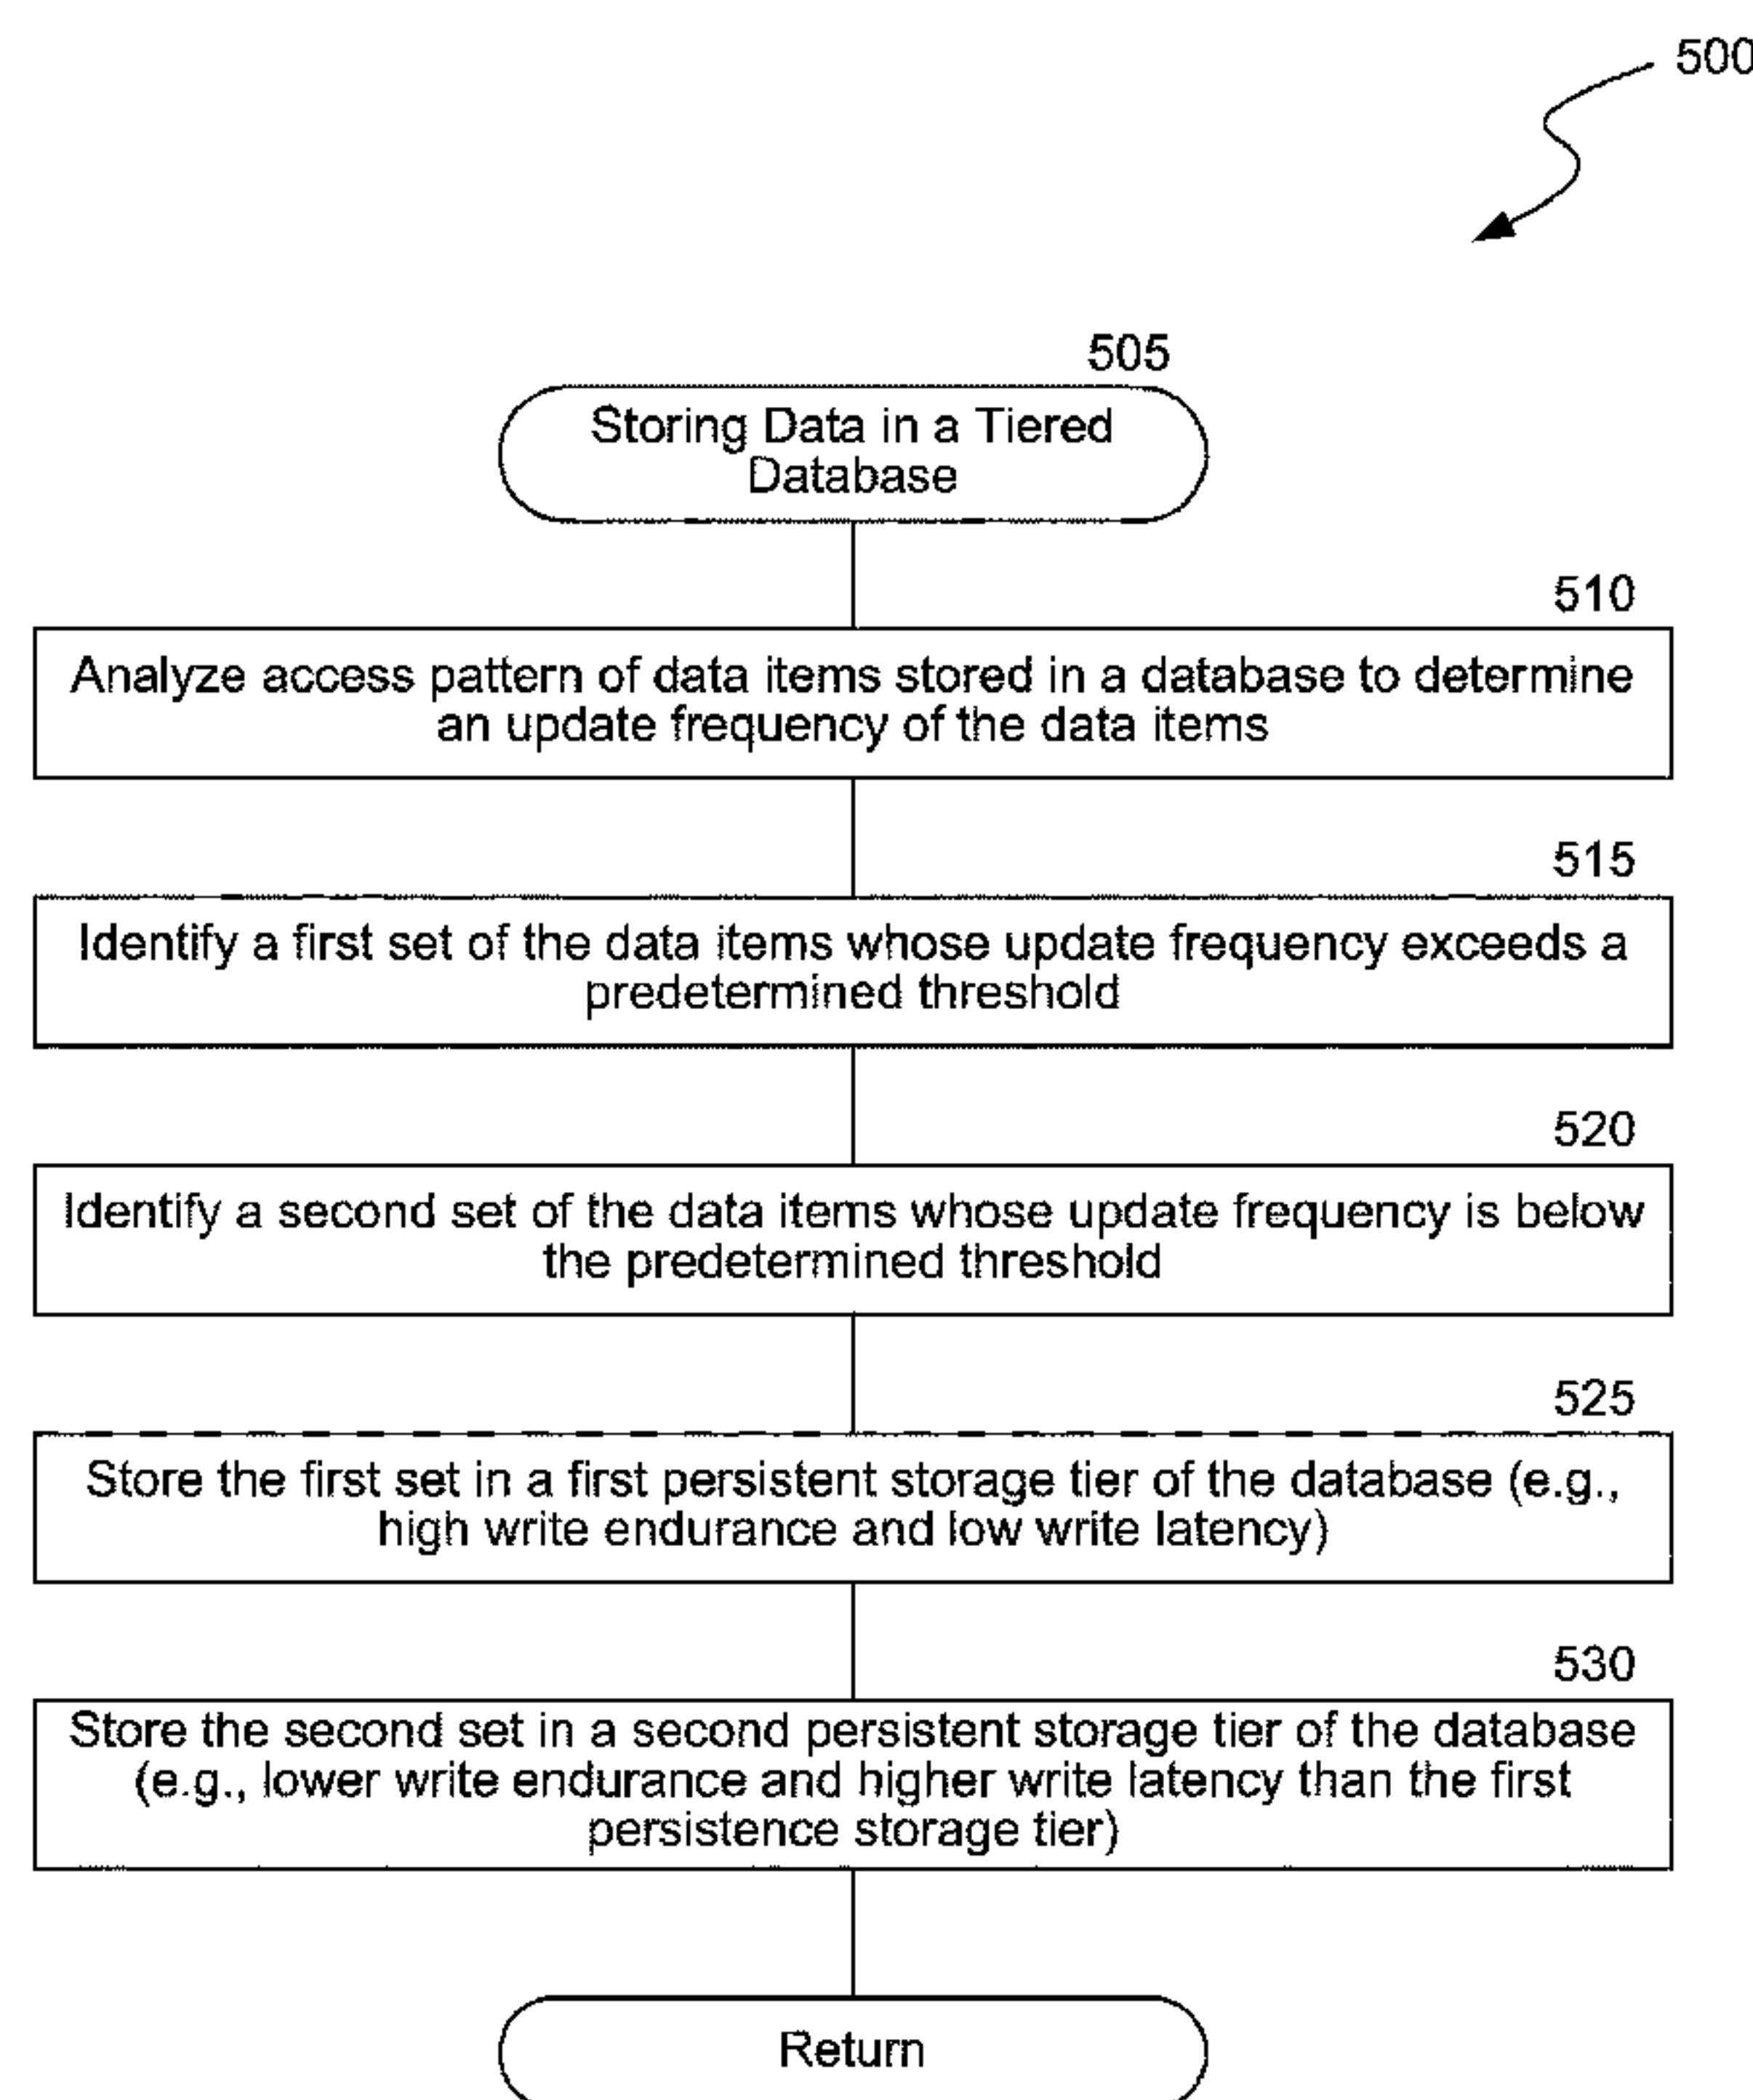 500
505
Storing Data in a Tiered
Database
510
Analyze access pattern of data items stored in a database to determine
an update frequency of the data items
515
Identify a first set of the data items whose update frequency exceeds a
predetermined threshold
520
Identify a second set of the data items whose update frequency is below
the predetermined threshold
525
Store the first set in a first persistent storage tier of the database (e.g.,
high write endurance and low write latency)
530
Store the second set in a second persistent storage tier of the database
(e.g., lower write endurance and higher write latency than the first
persistence storage tier)
Return